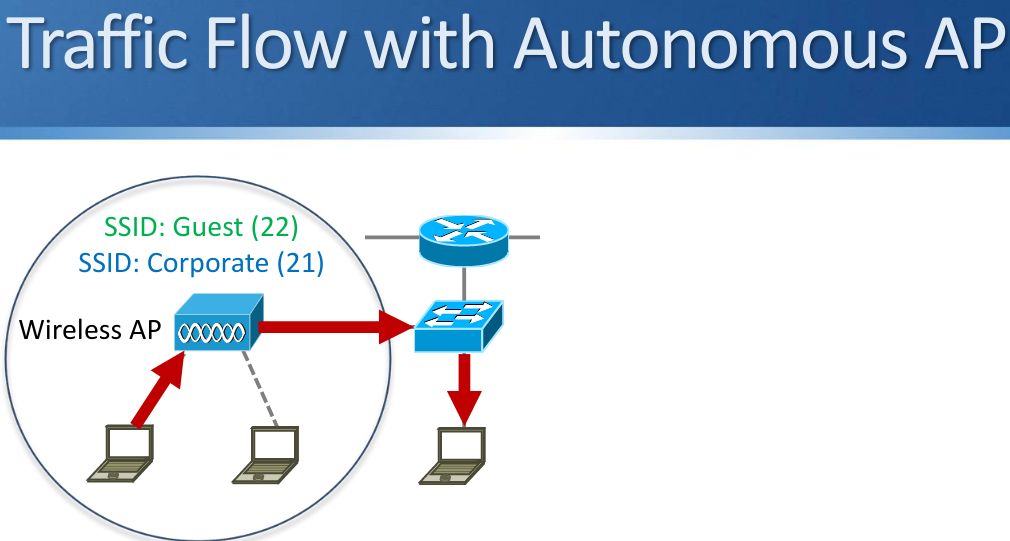 Traffic Flow with Autonomous AP
SSID: Guest (22)
SSID: Corporate (21)
Wireless AP